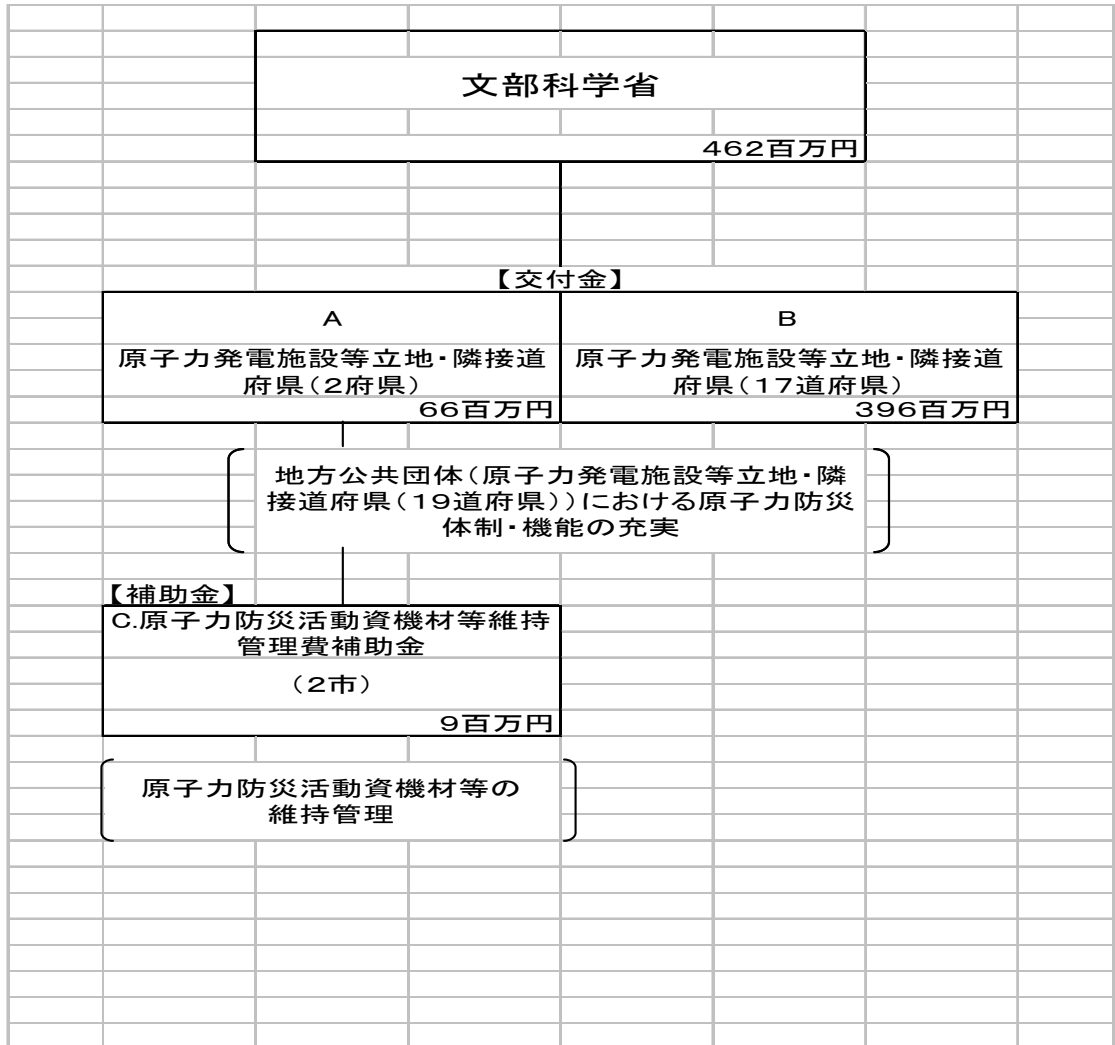 文部科学省
462百万円
【交付金】
A
原子力発電施設等立地・隣接道
府県(2府県)
66百万円
B
原子力発電施設等立地・隣接道
府県(17道府県)
396百万円
地方公共団体(原子力発電施設等立地・隣
接道府県(19道府県))における原子力防災
体制・機能の充実
【補助金】
C.原子力防災活動資機材等維持
管理費補助金
(2市)
9百万円
原子力防災活動資機材等の
維持管理